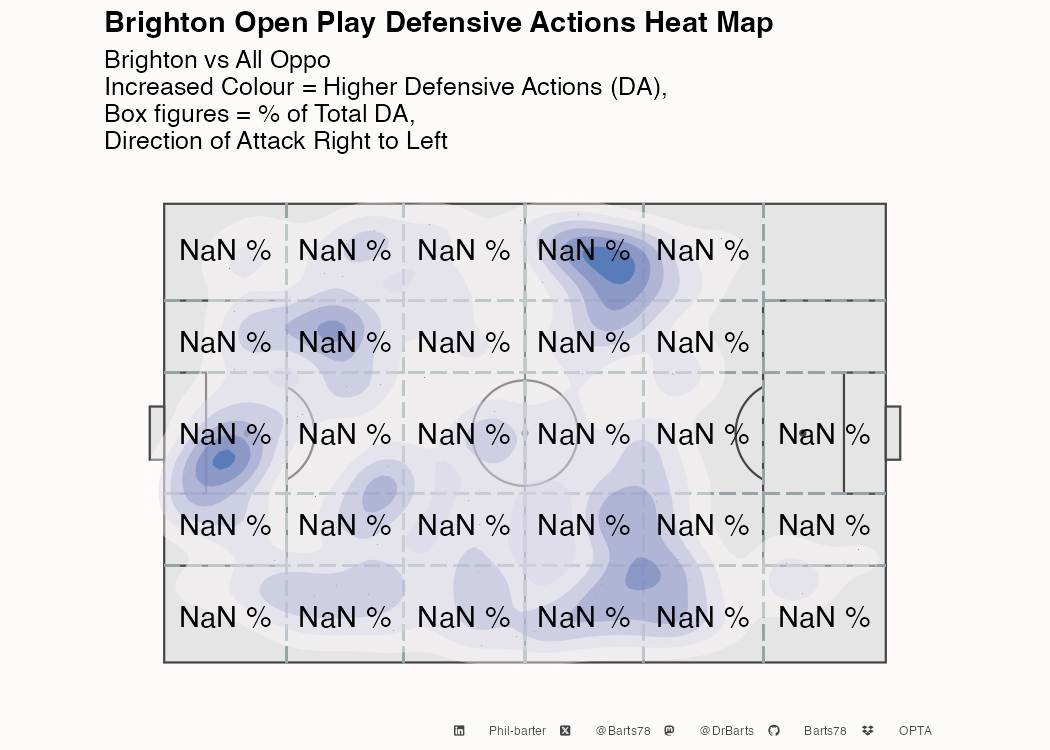 Brighton Open Play Defensive Actions Heat Map
Brighton vs All Oppo
Increased Colour = Higher Defensive Actions (DA),
Box figures = % of Total DA,
Direction of Attack Right to Left
NaN % NaN % NaN % NaN % NaN %
NaN % NaN % NaN % NaN % NaN %
NaN % NaN % NaN % NaN % NaN % NaN %
NaN % NaN % NaN % NaN % NaN % NaN %
NaN % NaN % NaN % NaN % NaN % NaN %
Phil-barter @Barts78 @DrBarts Barts78 OPTA